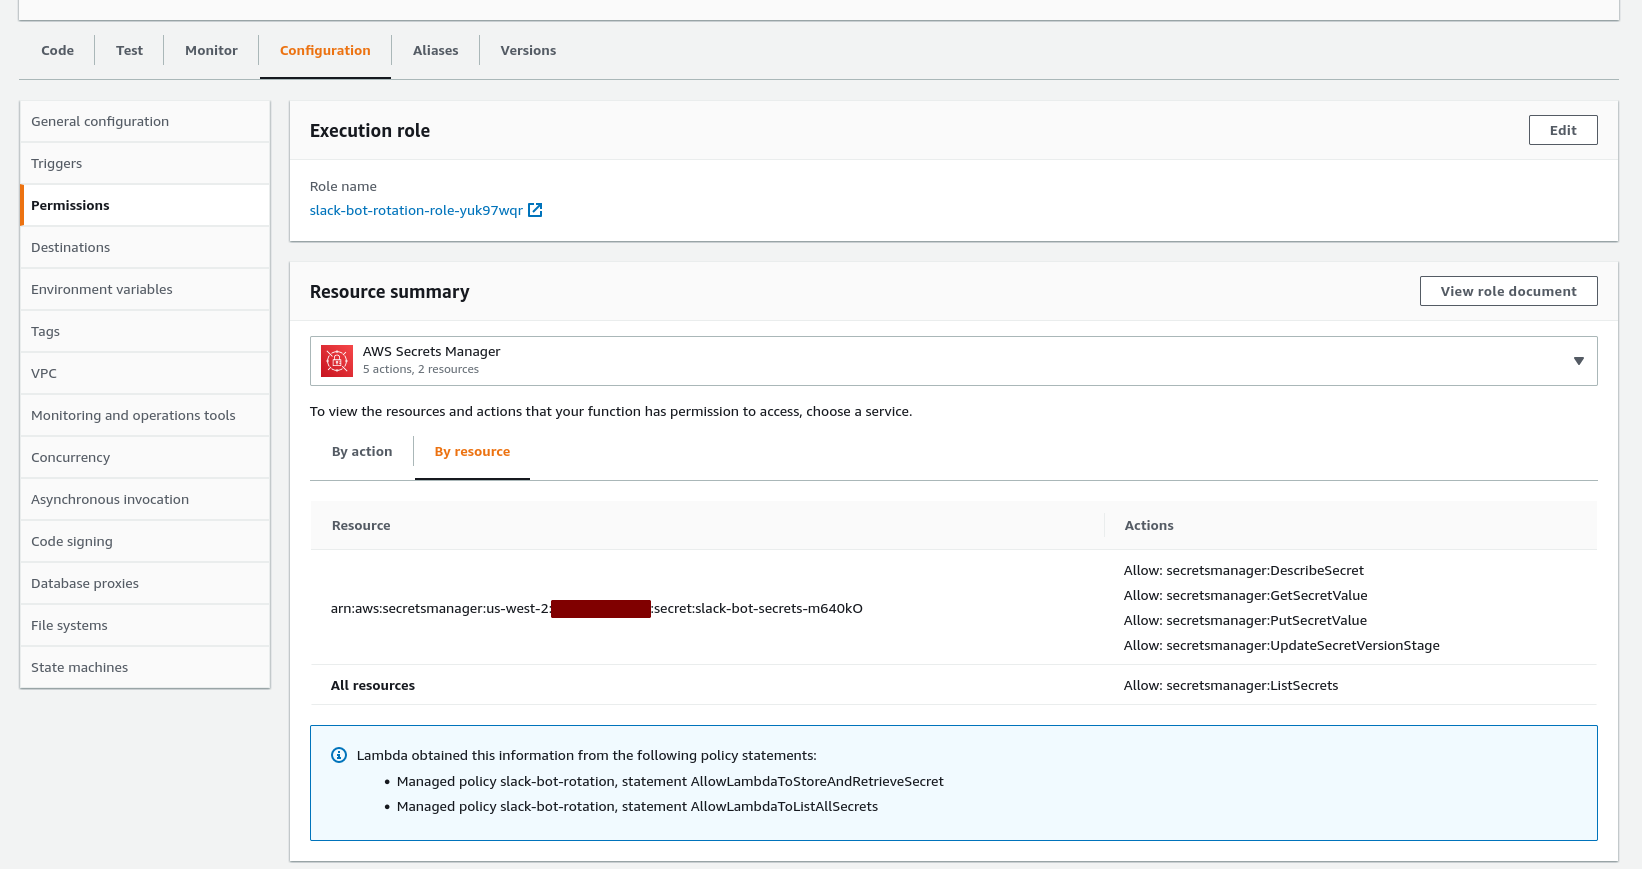 Code
Test
Monitor
Configuration
Aliases
Versions
General configuration
Triggers
Permissions
Destinations
Environment variables
Tags
VPC
Monitoring and operations tools
Concurrency
Asynchronous invocation
Code signing
Database proxies
File systems
State machines
Execution role
Edit
Role name
slack-bot-rotation-role-yuk97wqr
Resource summary
View role document
AWS Secrets Manager
5 actions, 2 resources
To view the resources and actions that your function has permission to access, choose a service.
By action
By resource
Resource
Actions
arn:aws:secretsmanager:us-west-2: :secret:slack-bot-secrets-m640kO
Allow: secretsmanager:DescribeSecret
Allow: secretsmanager:GetSecretValue
Allow: secretsmanager:PutSecretValue
Allow: secretsmanager:UpdateSecretVersionStage
All resources
Allow: secretsmanager:ListSecrets
Lambda obtained this information from the following policy statements:
• Managed policy slack-bot-rotation, statement AllowLambdaToStoreAndRetrieveSecret
• Managed policy slack-bot-rotation, statement AllowLambdaToListAllSecrets